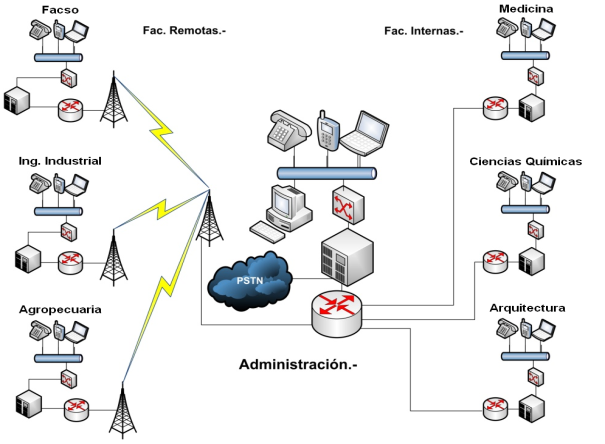 Facso
Fac. Remotas.-
Fac. Internas.-
Medicina
Ing. Industrial
Ciencias Químicas
PSTN
Agropecuaria
Arquitectura
Administración.-